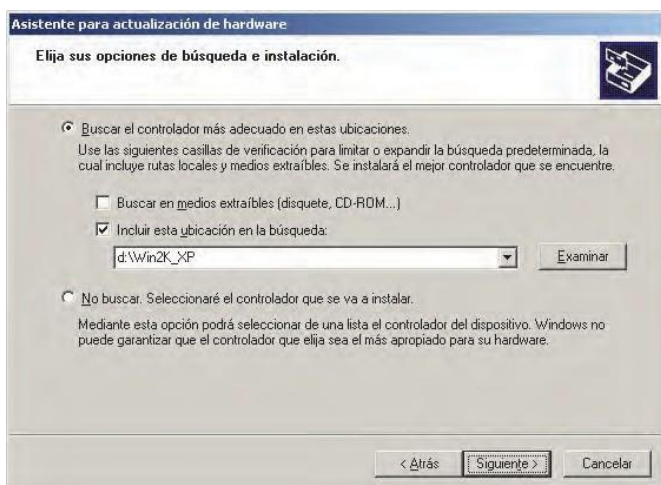 Asistente para actualización de hardware
Elija sus opciones de búsqueda e instalación.
Buscar el controlador más adecuado en estas ubicaciones.
Use las siguientes casillas de verificación para limitar o expandir la búsqueda predeterminada, la
cual incluye rutas locales y medios extraíbles. Se instalará el mejor controlador que se encuentre.
Buscar en medios extraíbles (disquete, CD-ROM...)
Incluir esta ubicación en la búsqueda:
d:\Win2K_XP
Examinar
No buscar. Seleccionaré el controlador que se va a instalar.
Mediante esta opción podrá seleccionar de una lista el controlador del dispositivo. Windows no
puede garantizar que el controlador que elija sea el más apropiado para su hardware.
< Atrás Siguiente > Cancelar